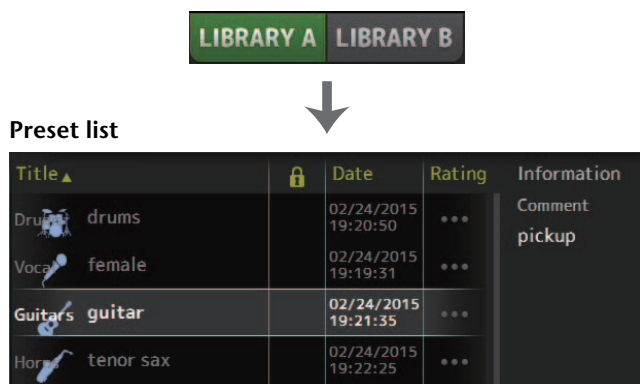 LIBRARY A LIBRARY B
Preset list
Title▲ Date Rating Information
Comment
pickup
Drums drums 02/24/2015
19:20:50 •••
Vocal female 02/24/2015
19:19:31 •••
Guitars guitar 02/24/2015
19:21:35 •••
Horns tenor sax 02/24/2015
19:22:25 •••